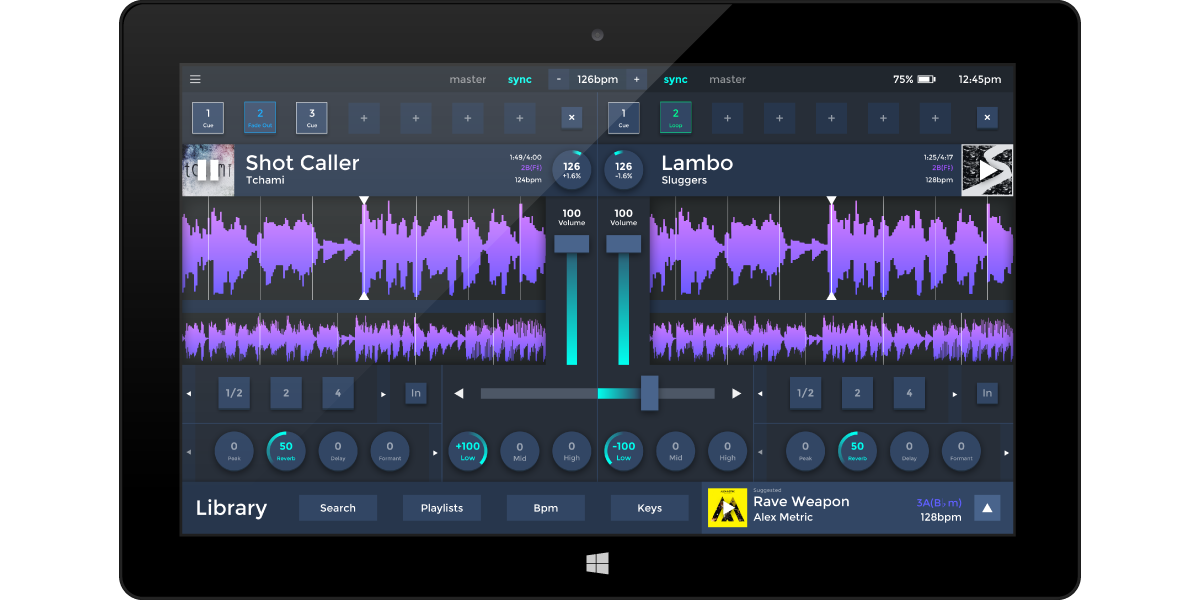 master sync - 126bpm + sync master 75% 12:45pm
1 2 3 + + + + + × 1 2 + + + + + ×
Cue Fade Out Cue Cue Loop
tchami Shot Caller 1:49/4:00 126 126 Lambo 1:25/4:17
Tchami 124bpm +1.6% -1.6% Sluggers 128bpm
100 100
Volume Volume
1/2 2 4 In 1/2 2 4 In
0 50 0 0 +100 0 0 -100 0 0 0 50 0 0
Peak Reverb Delay Formant Low Mid High Low Mid High Peak Reverb Delay Formant
Library Search Playlists Bpm Keys
Suggested
Rave Weapon 3A(B♭m)
Alex Metric 128bpm